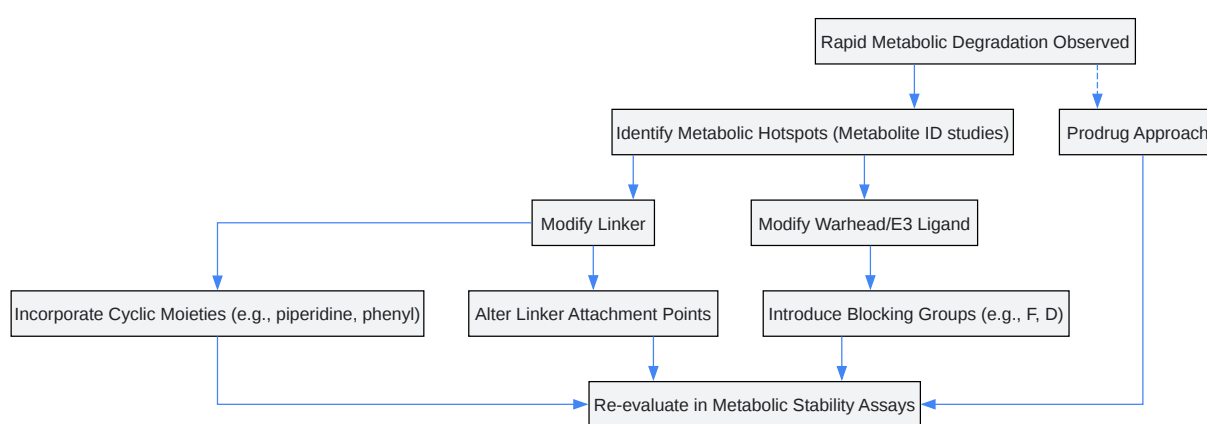 Rapid Metabolic Degradation Observed
Identify Metabolic Hotspots (Metabolite ID studies)
Prodrug Approach
Modify Linker
Modify Warhead/E3 Ligand
Incorporate Cyclic Moieties (e.g., piperidine, phenyl)
Alter Linker Attachment Points
Introduce Blocking Groups (e.g., F, D)
Re-evaluate in Metabolic Stability Assays